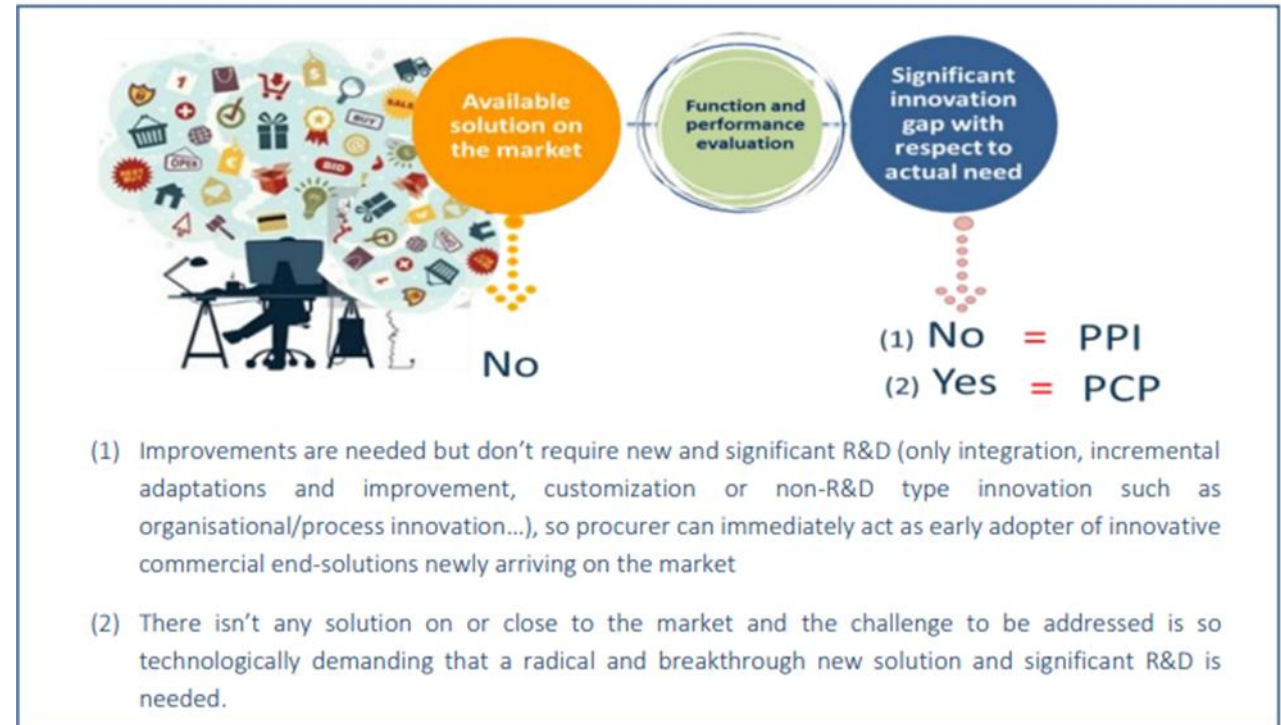 Available
solution on
the market
Function and
performance
evaluation
Significant
innovation
gap with
respect to
actual need
1
$
SALE
BUY
OPEN
BID
No
(1) No = PPI
(2) Yes = PCP
(1) Improvements are needed but don’t require new and significant R&D (only integration, incremental
adaptations and improvement, customization or non-R&D type innovation such as
organisational/process innovation…), so procurer can immediately act as early adopter of innovative
commercial end-solutions newly arriving on the market
(2) There isn’t any solution on or close to the market and the challenge to be addressed is so
technologically demanding that a radical and breakthrough new solution and significant R&D is
needed.